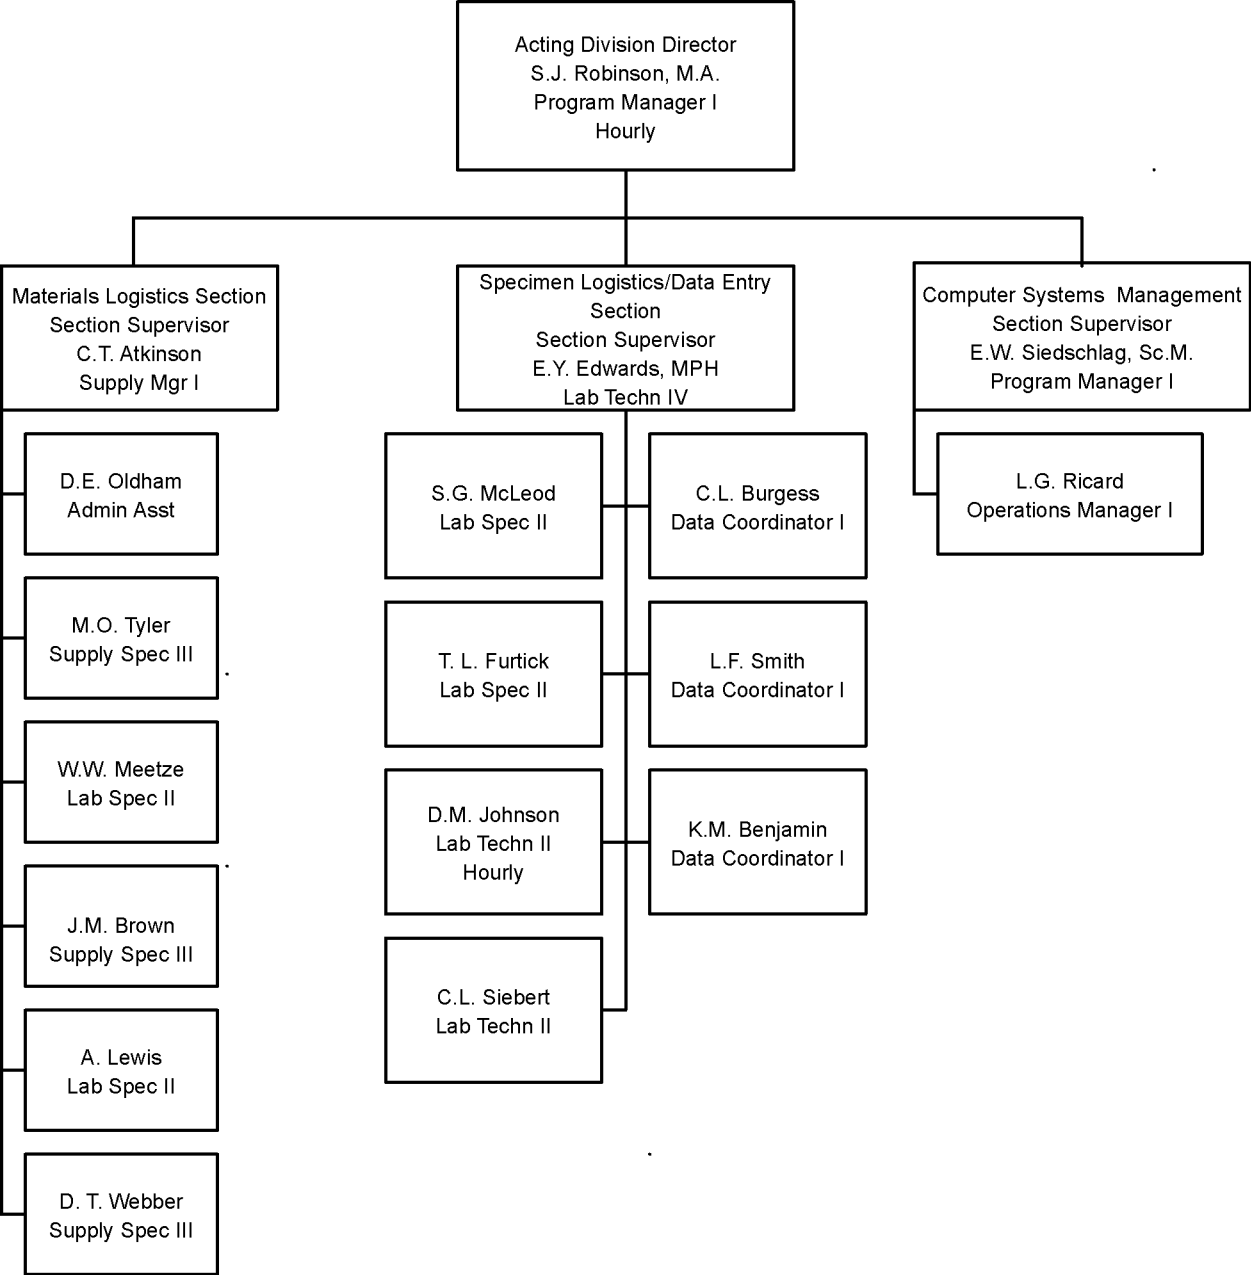 Acting Division Director
S.J. Robinson, M.A.
Program Manager I
Hourly
Materials Logistics Section
Section Supervisor
C.T. Atkinson
Supply Mgr I
Specimen Logistics/Data Entry
Section
Section Supervisor
E.Y. Edwards, MPH
Lab Techn IV
Computer Systems Management
Section Supervisor
E.W. Siedschlag, Sc.M.
Program Manager I
D.E. Oldham
Admin Asst
M.O. Tyler
Supply Spec III
W.W. Meetze
Lab Spec II
J.M. Brown
Supply Spec III
A. Lewis
Lab Spec II
D. T. Webber
Supply Spec III
S.G. McLeod
Lab Spec II
C.L. Burgess
Data Coordinator I
T. L. Furtick
Lab Spec II
L.F. Smith
Data Coordinator I
D.M. Johnson
Lab Techn II
Hourly
K.M. Benjamin
Data Coordinator I
C.L. Siebert
Lab Techn II
L.G. Ricard
Operations Manager I